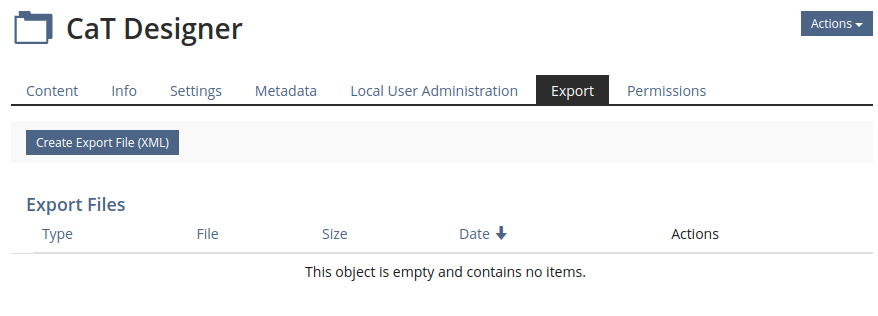 CaT Designer
Actions
Content Info Settings Metadata Local User Administration Export Permissions
Create Export File (XML)
Export Files
Type File Size Date Actions
This object is empty and contains no items.